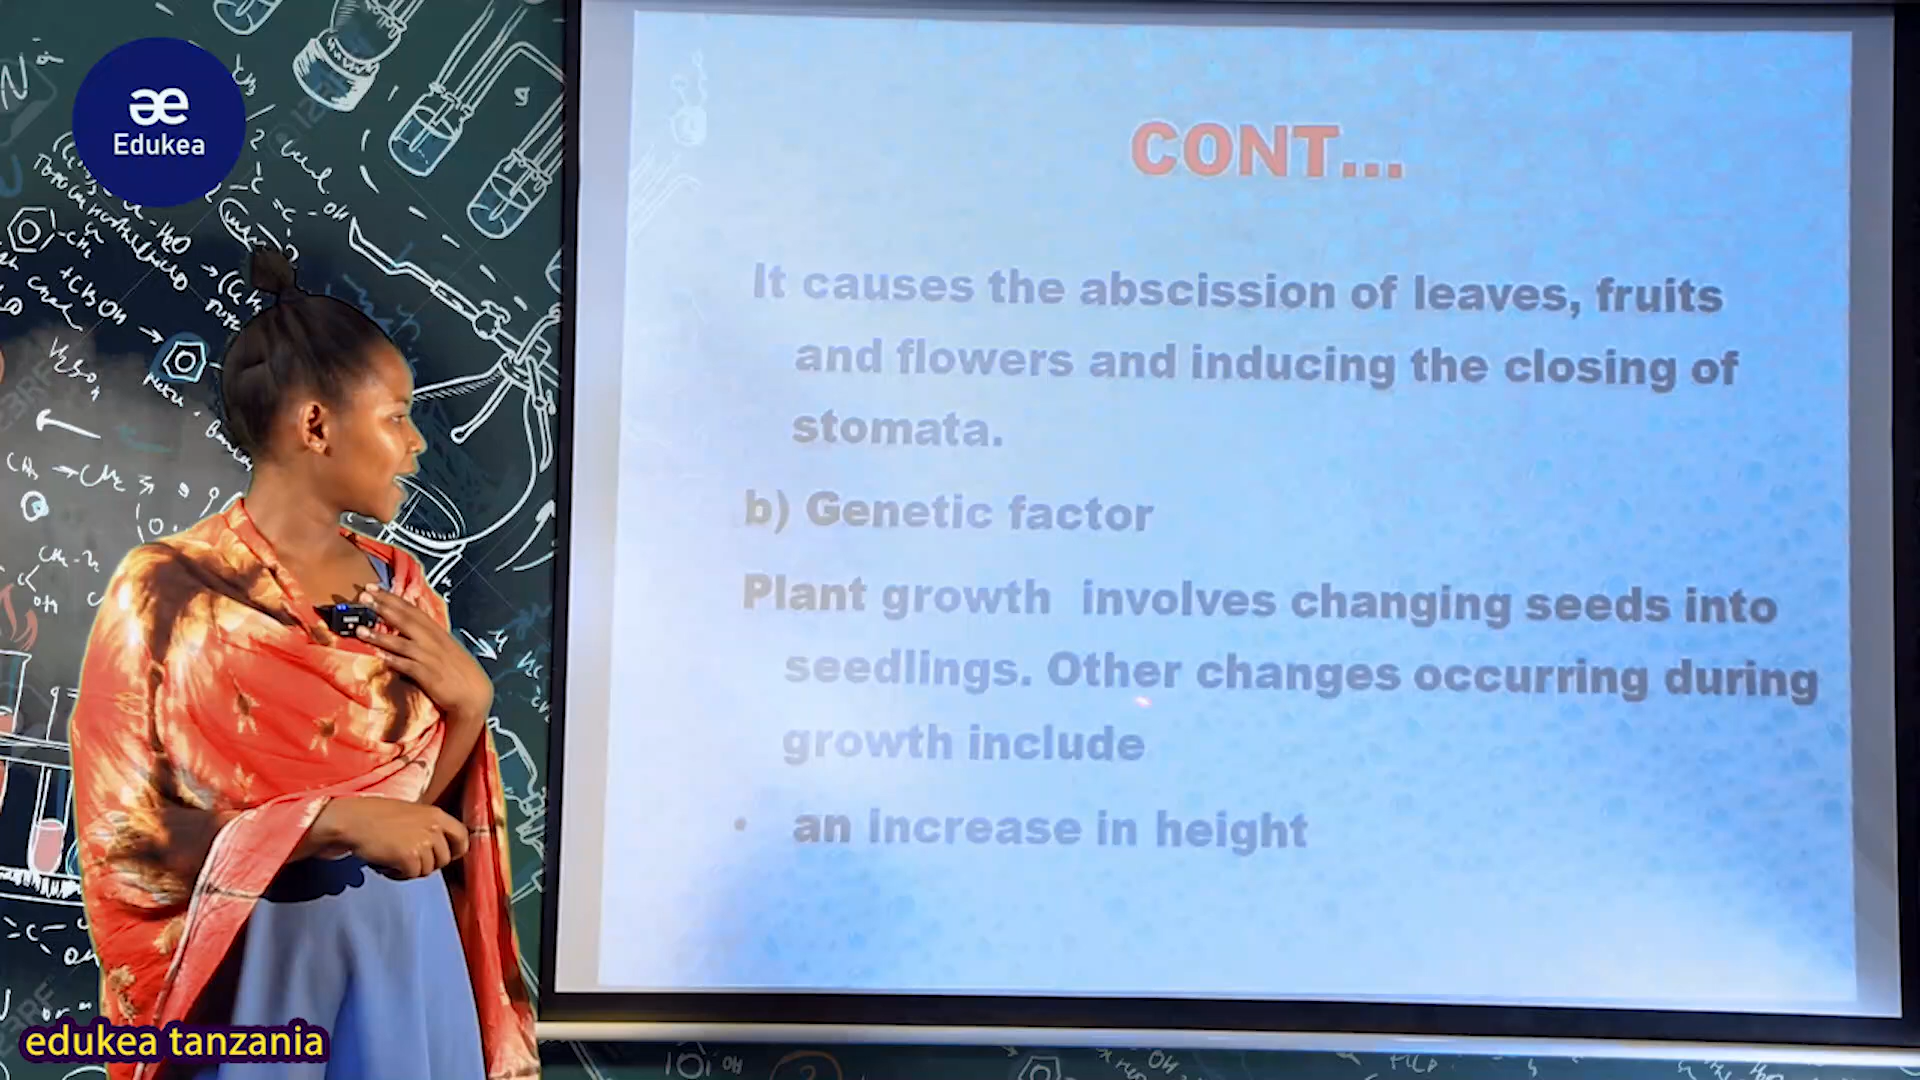 æ
Edukea
CONT...
It causes the abscission of leaves, fruits
and flowers and inducing the closing of
stomata.
b) Genetic factor
Plant growth involves changing seeds into
seedlings. Other changes occurring during
growth include
• an increase in height
edukea tanzania